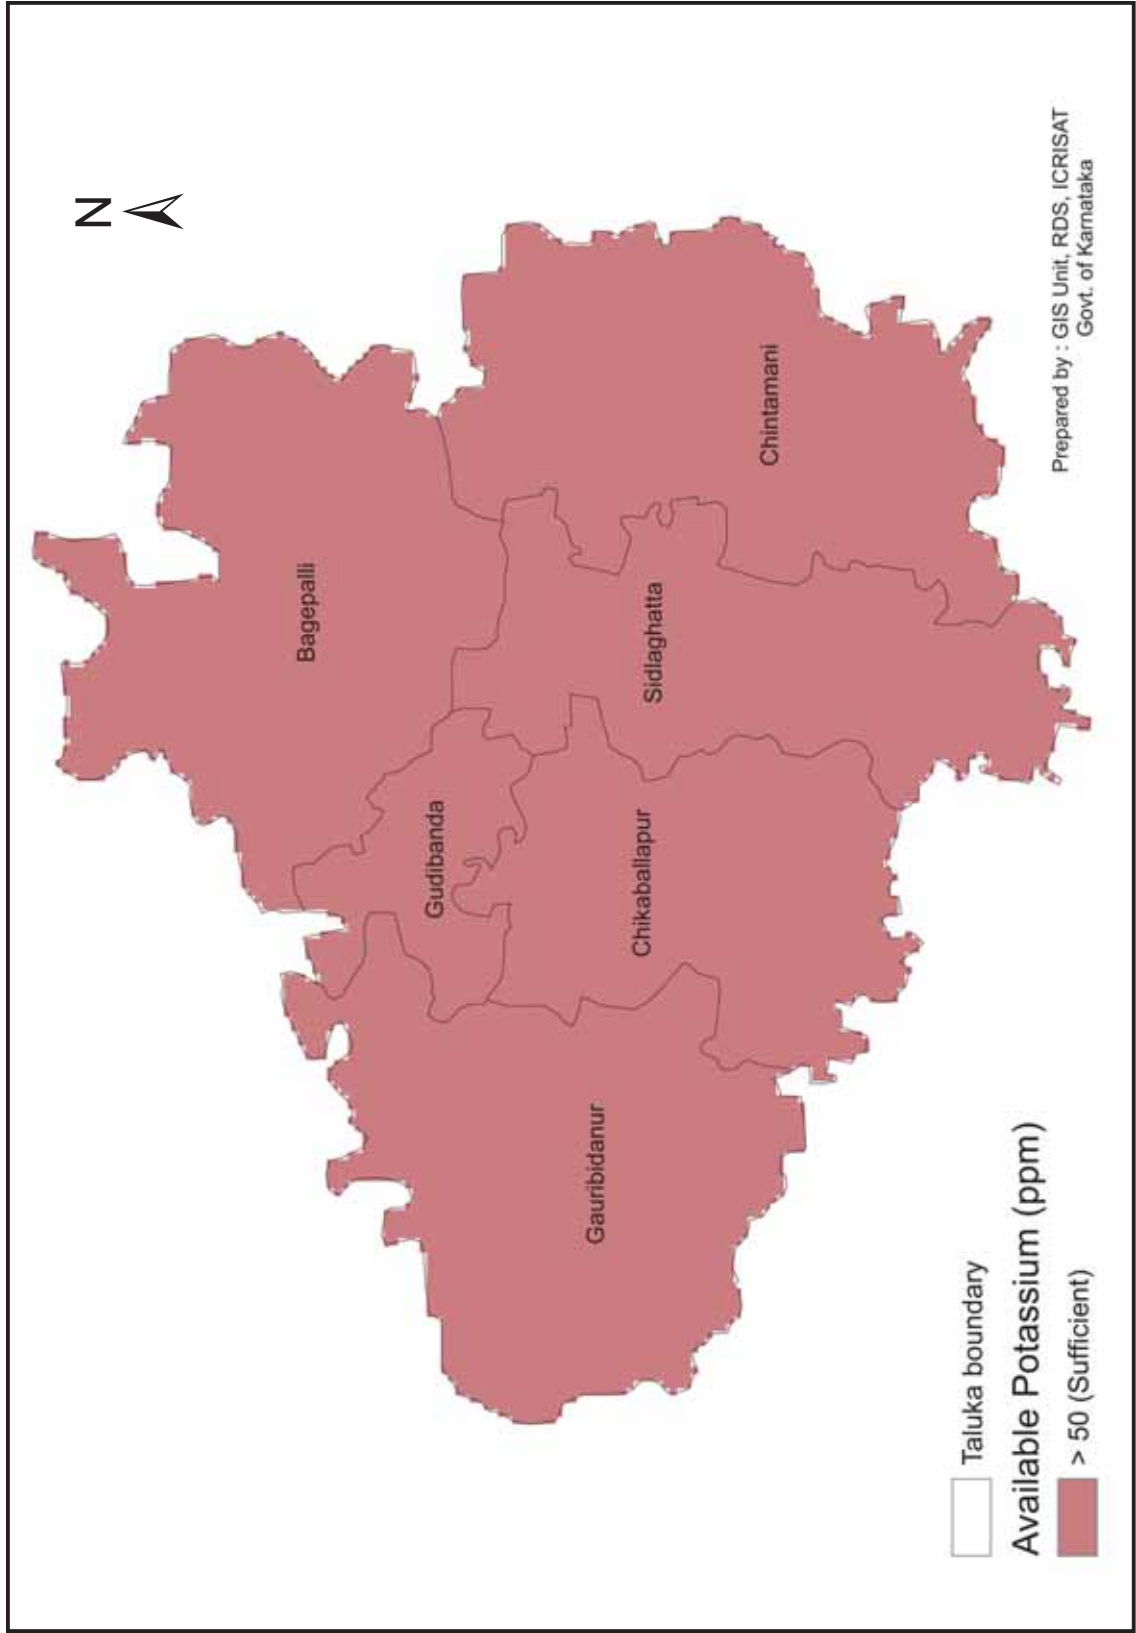 N
Bagepalli
Gudibanda
Chintamani
Sidlaghatta
Chikaballapur
Gauribidanur
Taluka boundary
Available Potassium (ppm)
> 50 (Sufficient)
Prepared by : GIS Unit, RDS, ICRISAT
Govt. of Karnataka